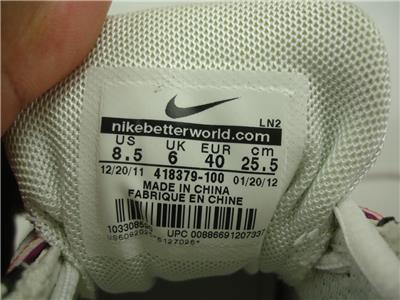 LN2
nikebetterworld.com
US UK EUR cm
8.5 6 40 25.5
12/20/11 418379-100 01/20/12
MADE IN CHINA
FABRIQUE EN CHINE
UPC 00886691207337